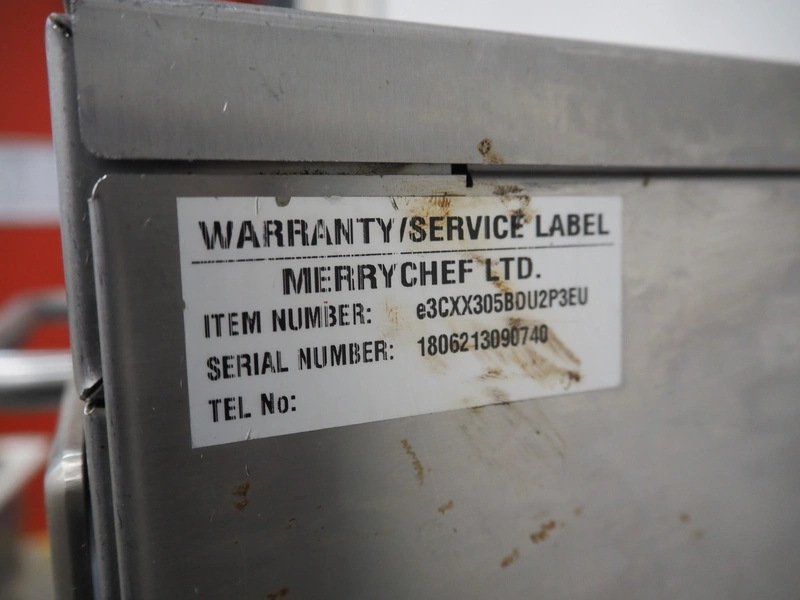 WARRANTY/SERVICE LABEL
MERRYCHEF LTD.
ITEM NUMBER: e3CXX305BDU2P3EU
SERIAL NUMBER: 1806213090740
TEL No: